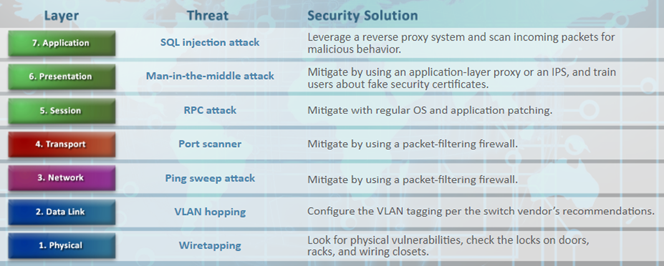 Layer Threat Security Solution
7. Application SQL injection attack Leverage a reverse proxy system and scan incoming packets for
malicious behavior.
6. Presentation Man-in-the-middle attack Mitigate by using an application-layer proxy or an IPS, and train
users about fake security certificates.
5. Session RPC attack Mitigate with regular OS and application patching.
4. Transport Port scanner Mitigate by using a packet-filtering firewall.
3. Network Ping sweep attack Mitigate by using a packet-filtering firewall.
2. Data Link VLAN hopping Configure the VLAN tagging per the switch vendor's recommendations.
1. Physical Wiretapping Look for physical vulnerabilities, check the locks on doors,
racks, and wiring closets.